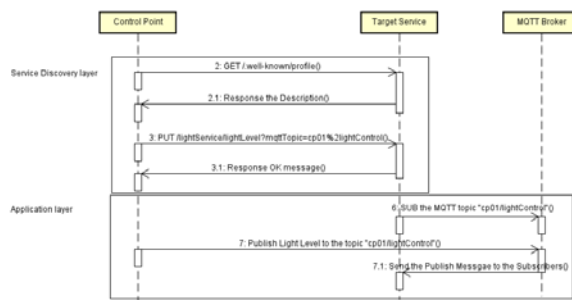 Control Point
Target Service
MQTT Broker
Service Discovery layer
2: GET /.well-known/profile()
2.1: Response the Description()
3: PUT /lightService/lightLevel?mqttTopic=cp01%2lightControl()
3.1: Response OK message()
Application layer
6: SUB the MQTT topic "cp01/lightControl"()
7: Publish Light Level to the topic "cp01/lightControl"()
7.1: Send the Publish Messgae to the Subscribers()